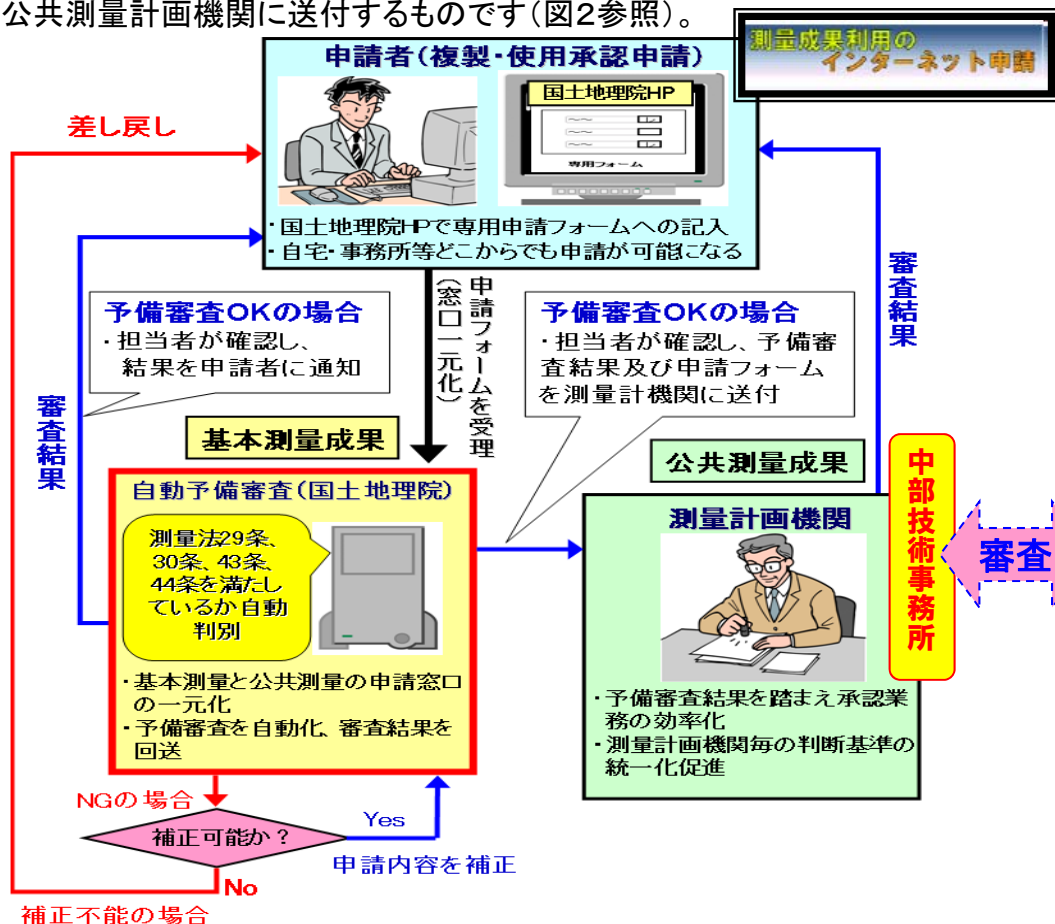 公共測量計画機関に送付するものです(図2参照)。
測量成果利用の
インターネット申請
申請者(複製・使用承認申請)
国土地理院HP
専用フォーム
・国土地理院HPで専用申請フォームへの記入
・自宅・事務所等どこからでも申請が可能になる
差し戻し
審査結果
予備審査OKの場合
・担当者が確認し、
結果を申請者に通知
申請フォームを受理
(窓口一元化)
予備審査OKの場合
・担当者が確認し、予備審
査結果及び申請フォーム
を測量計機関に送付
審査結果
基本測量成果
公共測量成果
自動予備審査(国土地理院)
測量法29条、
30条、43条、
44条を満たし
ているか自動
判別
・基本測量と公共測量の申請窓口
の一元化
・予備審査を自動化、審査結果を
回送
測量計画機関
・予備審査結果を踏まえ承認業
務の効率化
・測量計画機関毎の判断基準の
統一化促進
中部技術事務所
審査
NGの場合
補正可能か?
Yes
申請内容を補正
No
補正不能の場合